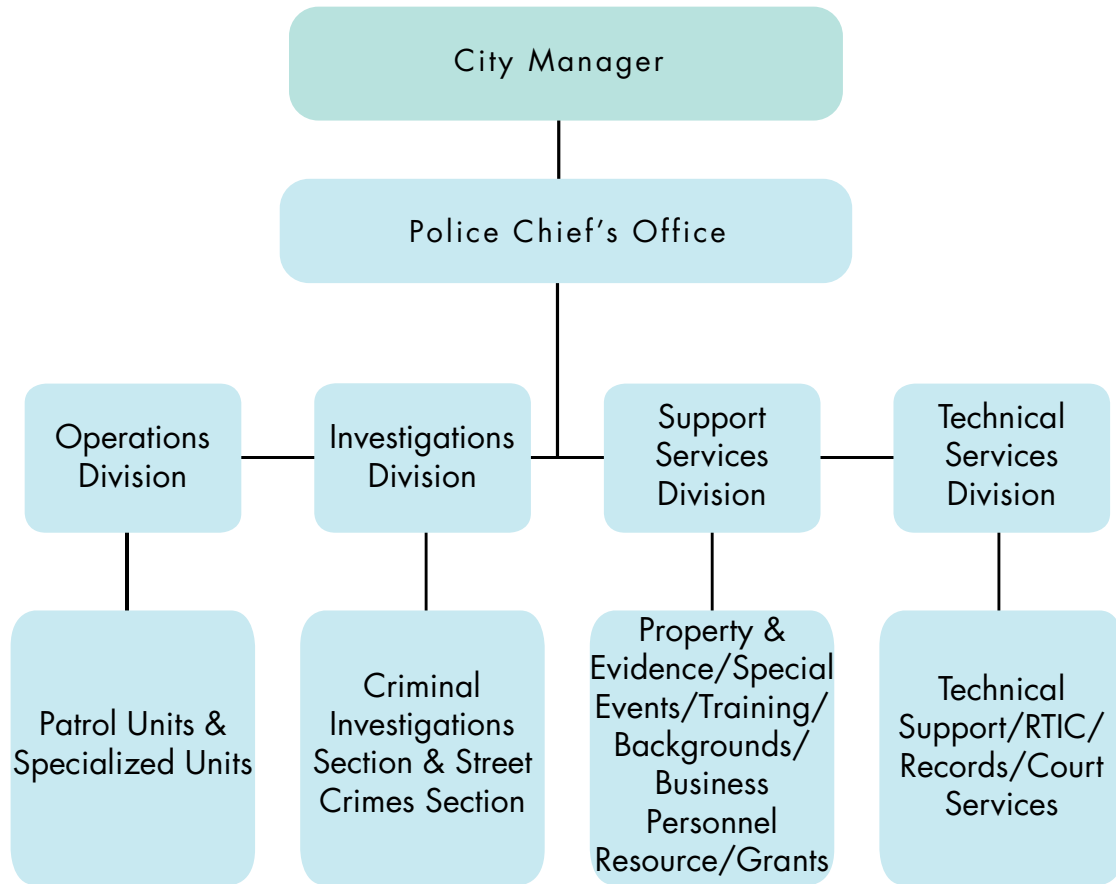 City Manager
Police Chief's Office
Operations
Division
Investigations
Division
Support
Services
Division
Technical
Services
Division
Patrol Units &
Specialized Units
Criminal
Investigations
Section & Street
Crimes Section
Property &
Evidence/Special
Events/Training/
Backgrounds/
Business
Personnel
Resource/Grants
Technical
Support/RTIC/
Records/Court
Services